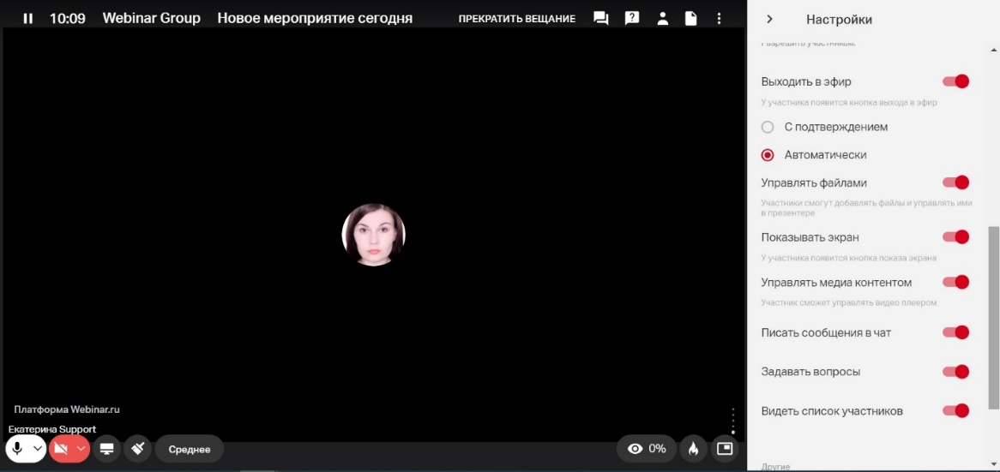 10:09 Webinar Group Новое мероприятие сегодня ПРЕКРАТИТЬ ВЕЩАНИЕ ?
Платформа Webinar.ru
Екатерина Support
Среднее 0%
Настройки
Разрешить участникам:
Выходить в эфир
У участника появится кнопка выхода в эфир
С подтверждением
Автоматически
Управлять файлами
Участники смогут добавлять файлы и управлять ими
в презентере
Показывать экран
У участника появится кнопка показа экрана
Управлять медиа контентом
Участник сможет управлять видео плеером
Писать сообщения в чат
Задавать вопросы
Видеть список участников
Другие